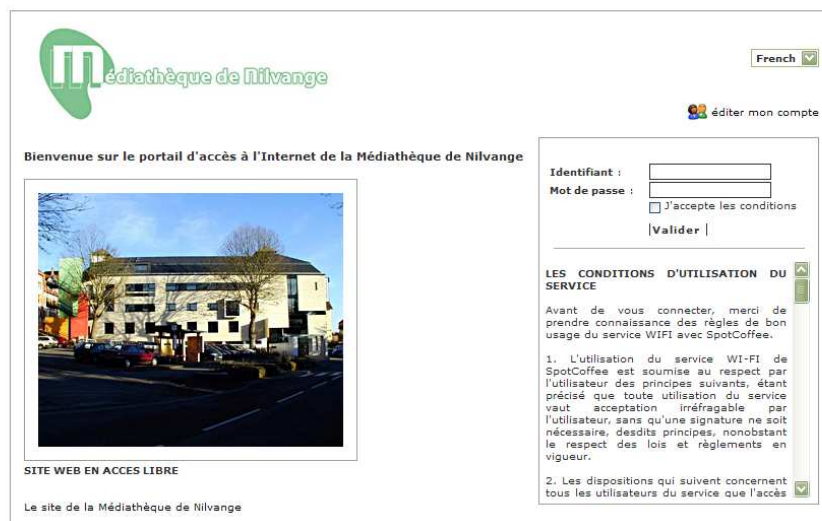 Médiathèque de Nilvange
French
éditer mon compte
Bienvenue sur le portail d'accès à l'Internet de la Médiathèque de Nilvange
SITE WEB EN ACCES LIBRE
Le site de la Médiathèque de Nilvange
Identifiant :
Mot de passe :
J'accepte les conditions
|Valider |
LES CONDITIONS D'UTILISATION DU
SERVICE
Avant de vous connecter, merci de
prendre connaissance des règles de bon
usage du service WIFI avec SpotCoffee.
1. L'utilisation du service WI-FI de
SpotCoffee est soumise au respect par
l'utilisateur des principes suivants, étant
précisé que toute utilisation du service
vaut acceptation irréfragable par
l'utilisateur, sans qu'une signature ne soit
nécessaire, desdits principes, nonobstant
le respect des lois et règlements en
vigueur.
2. Les dispositions qui suivent concernent
tous les utilisateurs du service que l'accès